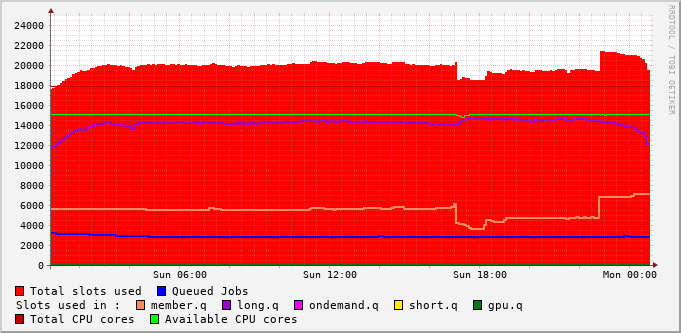 RRDTOOL / TOBI OETIKER
24000
22000
20000
18000
16000
14000
12000
10000
8000
6000
4000
2000
0
Sun 06:00 Sun 12:00 Sun 18:00 Mon 00:00
Total slots used Queued Jobs
Slots used in : member.q long.q ondemand.q short.q gpu.q
Total CPU cores Available CPU cores